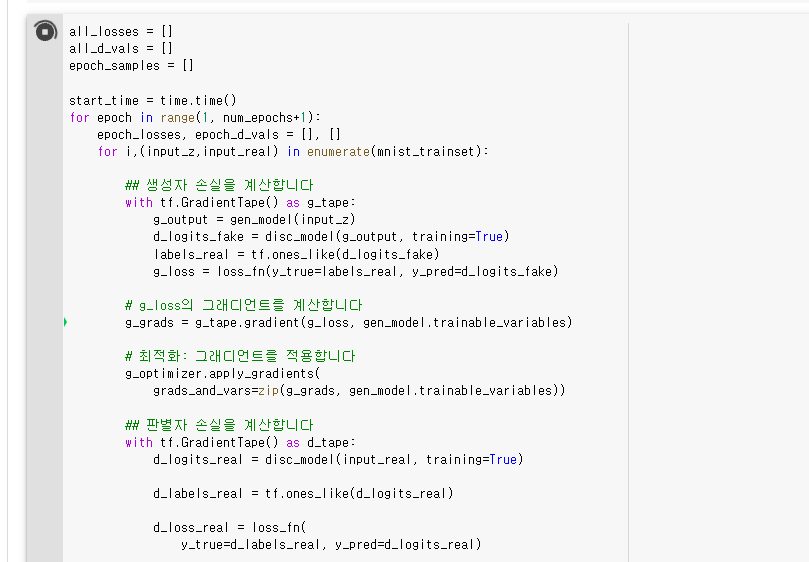 all_losses = []
all_d_vals = []
epoch_samples = []
start_time = time.time()
for epoch in range(1, num_epochs+1):
epoch_losses, epoch_d_vals = [], []
for i,(input_z,input_real) in enumerate(mnist_trainset):
## 생성자 손실을 계산합니다
with tf.GradientTape() as g_tape:
g_output = gen_model(input_z)
d_logits_fake = disc_model(g_output, training=True)
labels_real = tf.ones_like(d_logits_fake)
g_loss = loss_fn(y_true=labels_real, y_pred=d_logits_fake)
# g_loss의 그래디언트를 계산합니다
g_grads = g_tape.gradient(g_loss, gen_model.trainable_variables)
# 최적화: 그래디언트를 적용합니다
g_optimizer.apply_gradients(
grads_and_vars=zip(g_grads, gen_model.trainable_variables))
## 판별자 손실을 계산합니다
with tf.GradientTape() as d_tape:
d_logits_real = disc_model(input_real, training=True)
d_labels_real = tf.ones_like(d_logits_real)
d_loss_real = loss_fn(
y_true=d_labels_real, y_pred=d_logits_real)